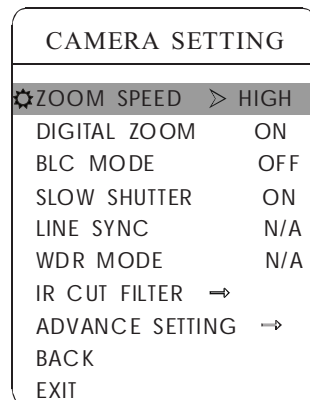 CAMERA SETTING
ZOOM SPEED > HIGH
DIGITAL ZOOM ON
BLC MODE OFF
SLOW SHUTTER ON
LINE SYNC N/A
WDR MODE N/A
IR CUT FILTER →
ADVANCE SETTING →
BACK
EXIT